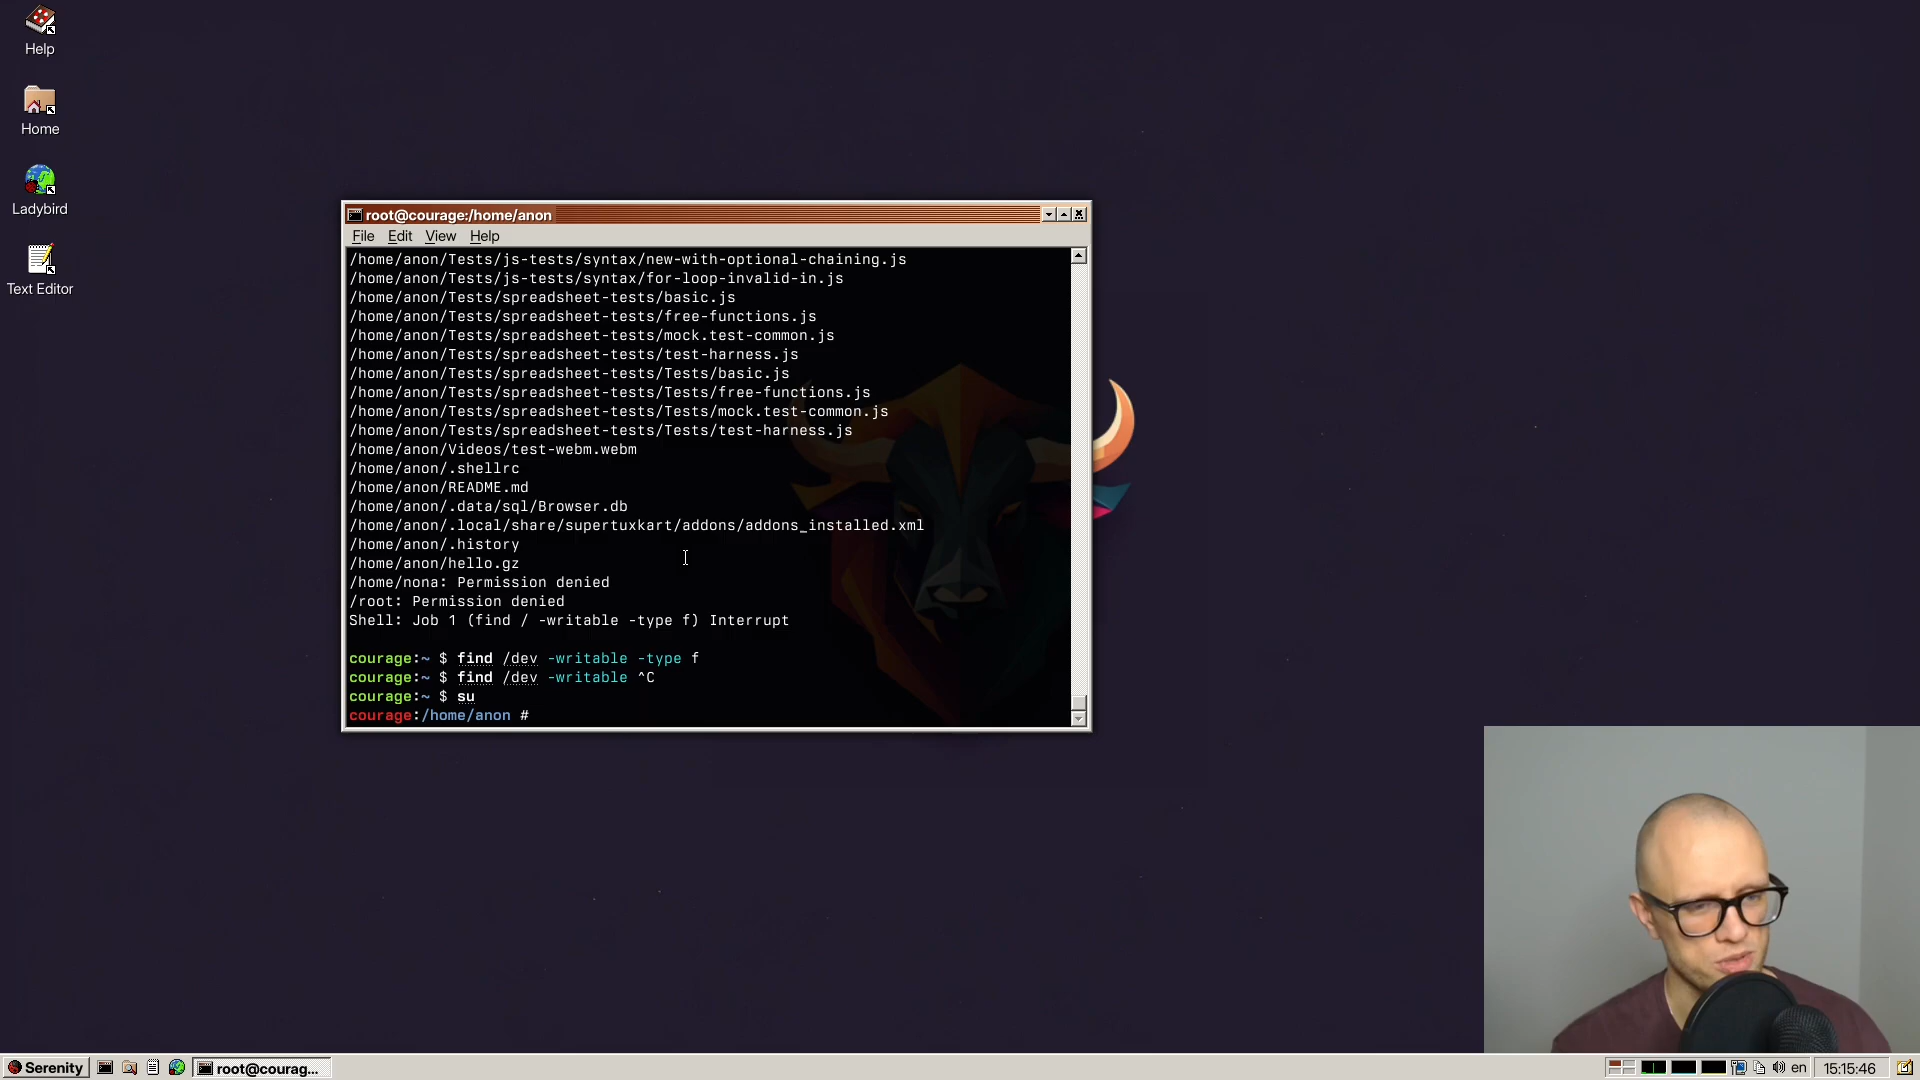 Help
Home
Ladybird
Text Editor
root@courage:/home/anon
File Edit View Help
/home/anon/Tests/js-tests/syntax/new-with-optional-chaining.js
/home/anon/Tests/js-tests/syntax/for-loop-invalid-in.js
/home/anon/Tests/spreadsheet-tests/basic.js
/home/anon/Tests/spreadsheet-tests/free-functions.js
/home/anon/Tests/spreadsheet-tests/mock.test-common.js
/home/anon/Tests/spreadsheet-tests/test-harness.js
/home/anon/Tests/spreadsheet-tests/Tests/basic.js
/home/anon/Tests/spreadsheet-tests/Tests/free-functions.js
/home/anon/Tests/spreadsheet-tests/Tests/mock.test-common.js
/home/anon/Tests/spreadsheet-tests/Tests/test-harness.js
/home/anon/Videos/test-webm.webm
/home/anon/.shellrc
/home/anon/README.md
/home/anon/.data/sql/Browser.db
/home/anon/.local/share/supertuxkart/addons/addons_installed.xml
/home/anon/.history
/home/anon/hello.gz
/home/nona: Permission denied
/root: Permission denied
Shell: Job 1 (find / -writable -type f) Interrupt
courage:~ $ find /dev -writable -type f
courage:~ $ find /dev -writable ^C
courage:~ $ su
courage:/home/anon #
Serenity
root@courag...
en
15:15:46